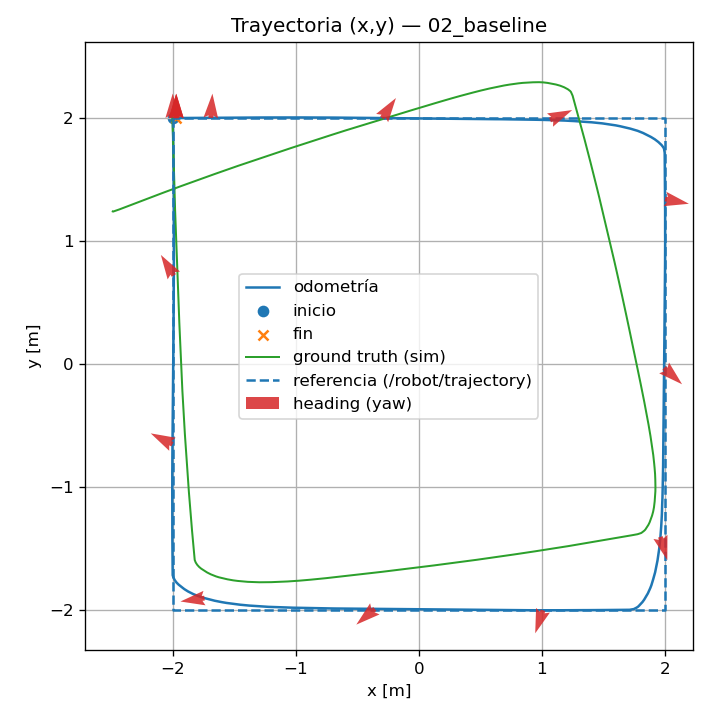 Trayectoria (x,y) — 02_baseline
y [m]
2
1
0
−1
−2
odometría
inicio
fin
ground truth (sim)
referencia (/robot/trajectory)
heading (yaw)
−2
−1
0
1
2
x [m]